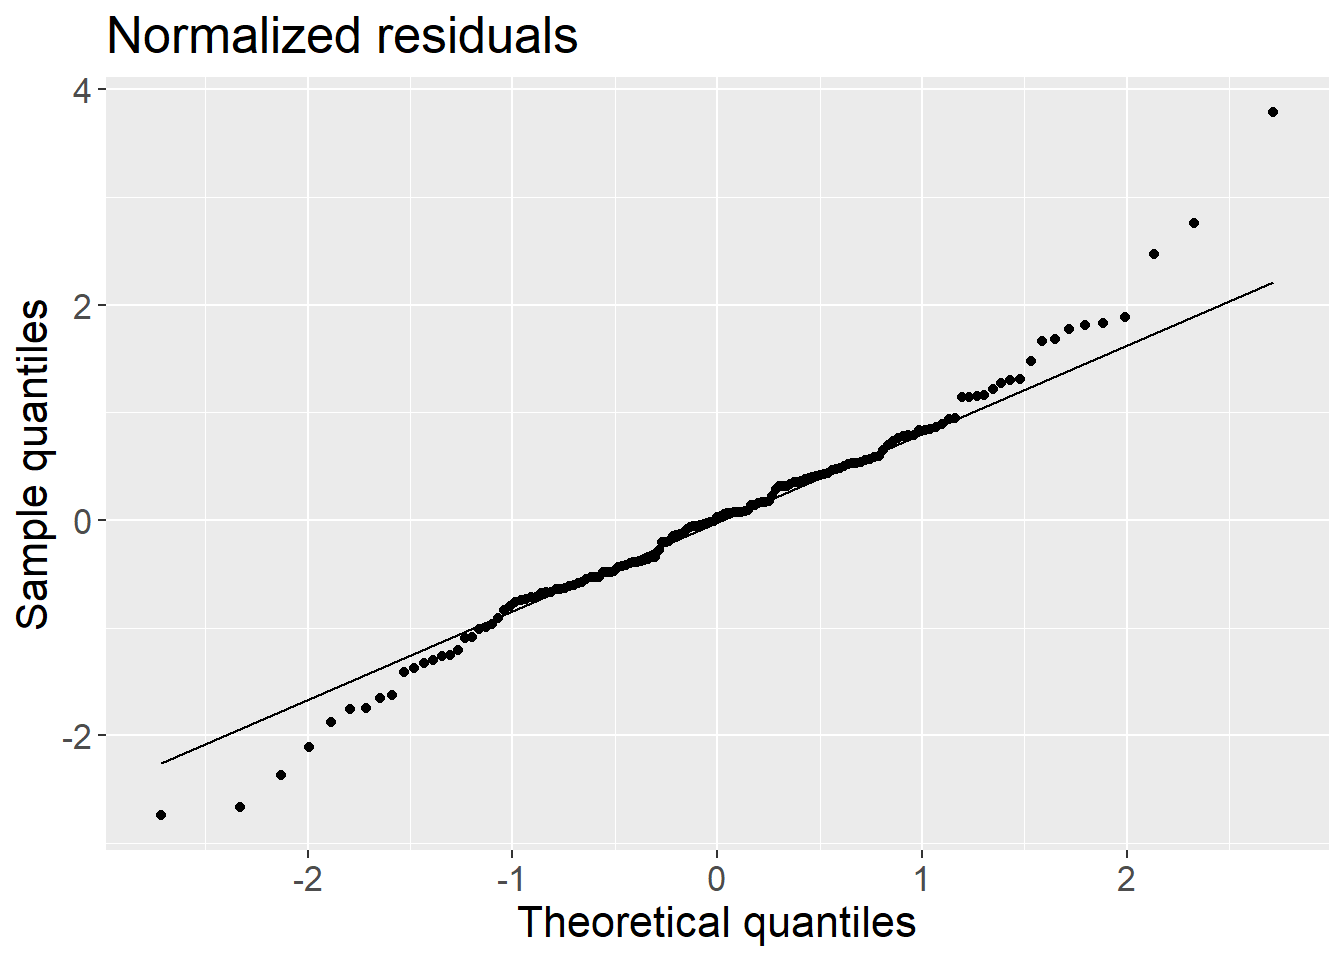 Normalized residuals
4
2
0
-2
Sample quantiles
-2 -1 0 1 2
Theoretical quantiles